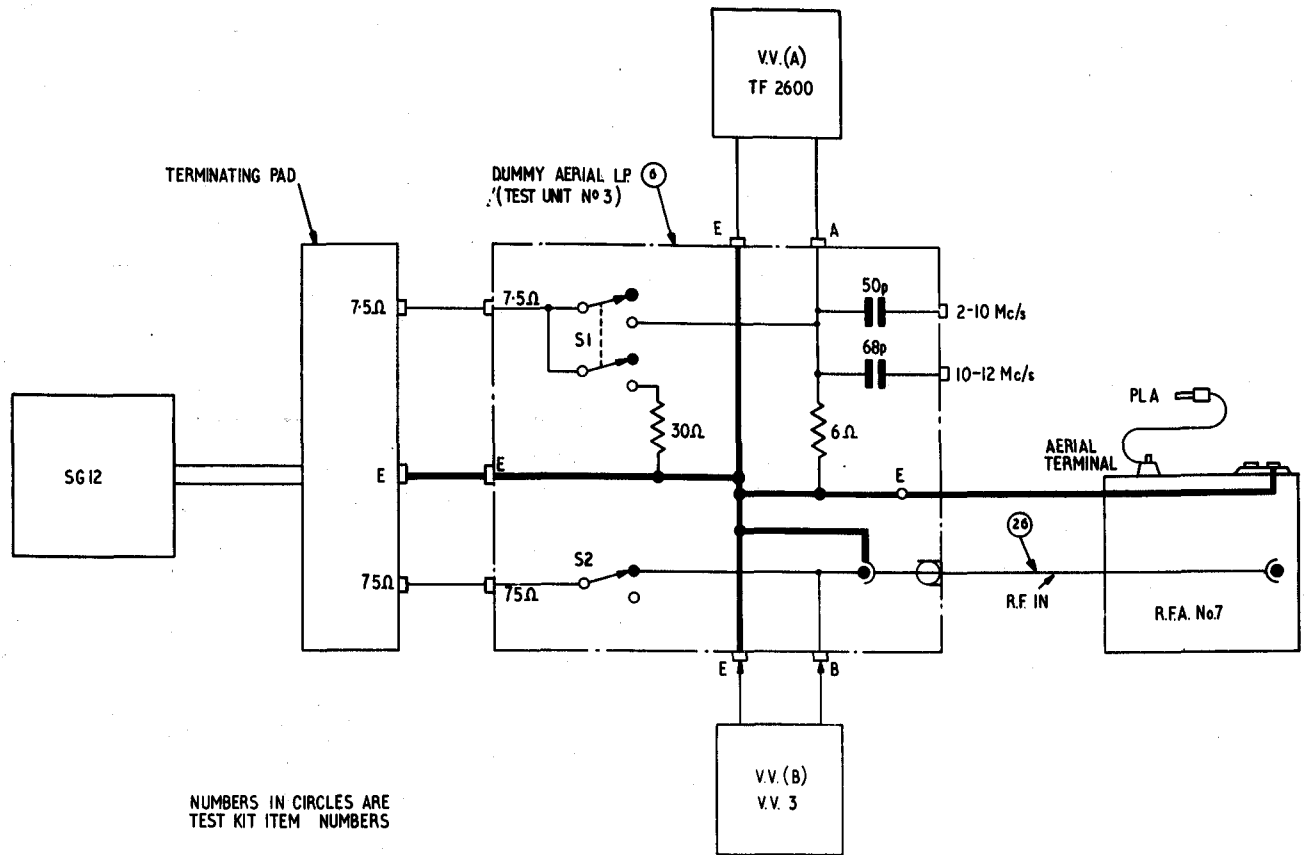 V.V.(A)
TF 2600
TERMINATING PAD
DUMMY AERIAL L.P. 6
(TEST UNIT No 3)
E
A
7·5Ω
7·5Ω
S1
50p
2-10 Mc/s
68p
10-12 Mc/s
30Ω
6Ω
PL A
AERIAL
TERMINAL
SG12
E
E
E
26
S2
75Ω
75Ω
R.F. IN
R.F.A. No.7
E
B
V.V.(B)
V.V. 3
NUMBERS IN CIRCLES ARE
TEST KIT ITEM NUMBERS